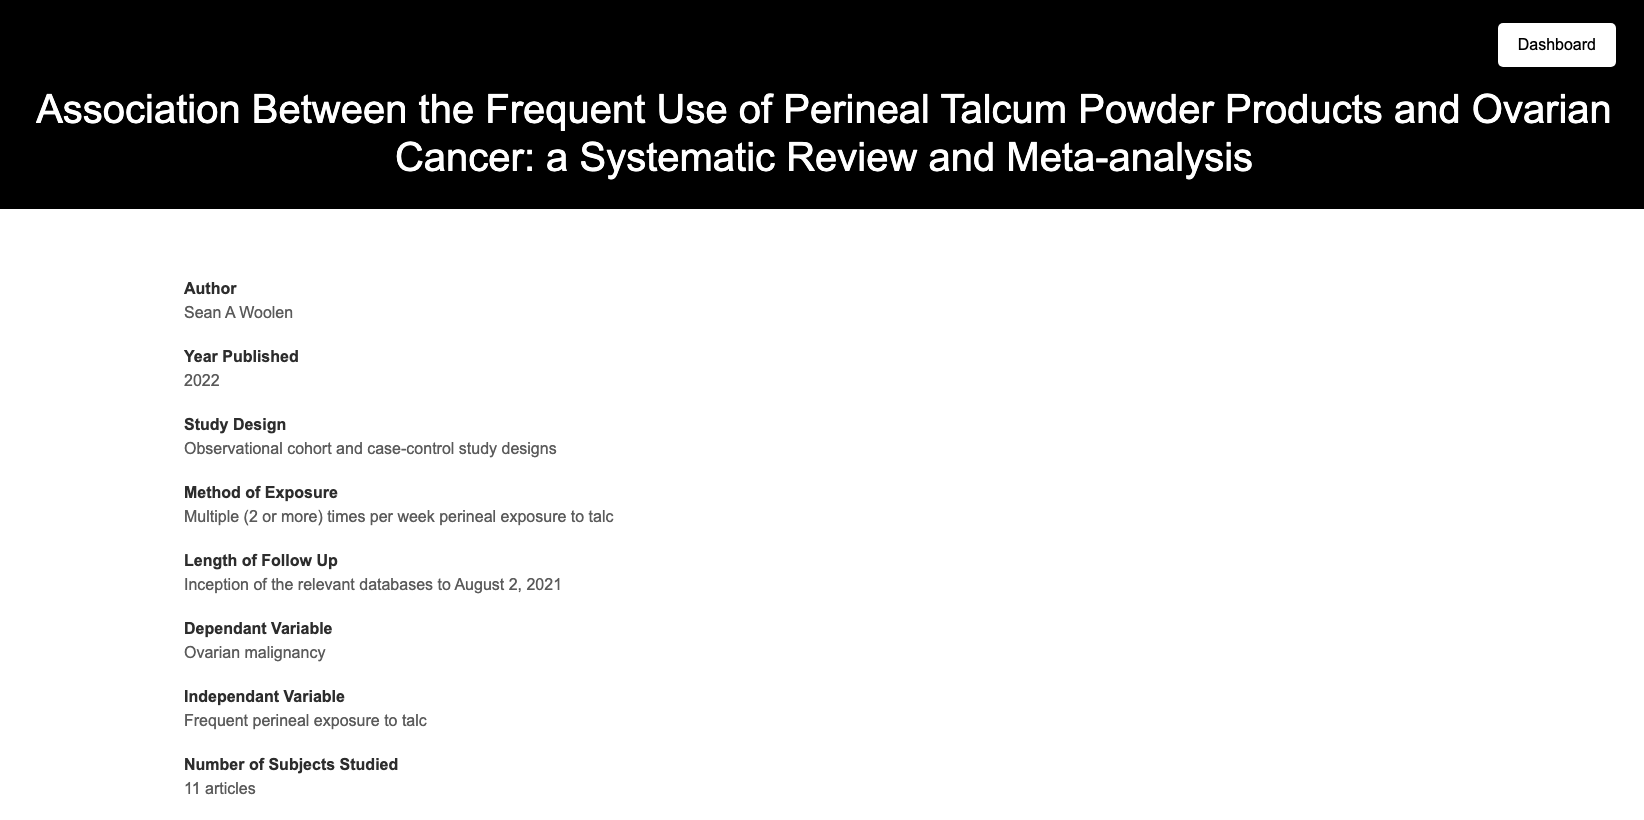 Dashboard
Association Between the Frequent Use of Perineal Talcum Powder Products and Ovarian
Cancer: a Systematic Review and Meta-analysis
Author
Sean A Woolen
Year Published
2022
Study Design
Observational cohort and case-control study designs
Method of Exposure
Multiple (2 or more) times per week perineal exposure to talc
Length of Follow Up
Inception of the relevant databases to August 2, 2021
Dependant Variable
Ovarian malignancy
Independant Variable
Frequent perineal exposure to talc
Number of Subjects Studied
11 articles